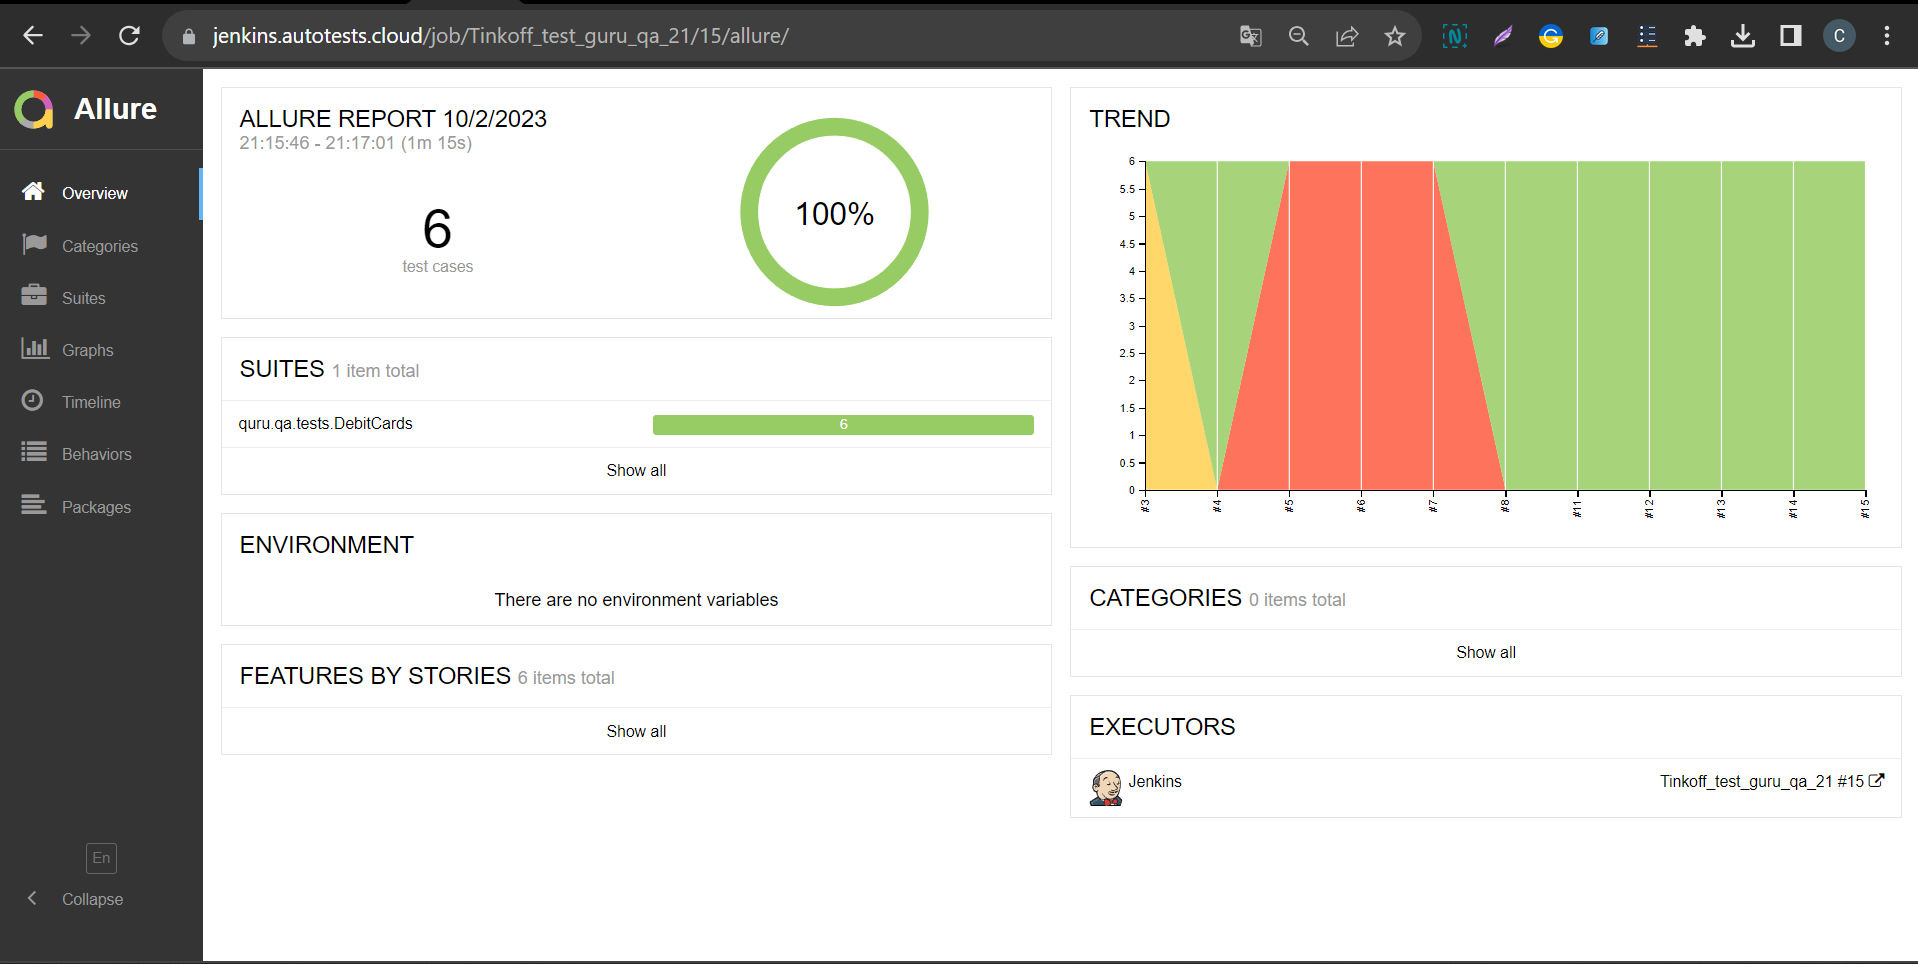 jenkins.autotests.cloud/job/Tinkoff_test_guru_qa_21/15/allure/
C
Allure
Overview
Categories
Suites
Graphs
Timeline
Behaviors
Packages
En
Collapse
ALLURE REPORT 10/2/2023
21:15:46 - 21:17:01 (1m 15s)
6
test cases
100%
SUITES 1 item total
quru.qa.tests.DebitCards 6
Show all
ENVIRONMENT
There are no environment variables
FEATURES BY STORIES 6 items total
Show all
TREND
6
5.5
5
4.5
4
3.5
3
2.5
2
1.5
1
0.5
0
#3 #4 #5 #6 #7 #8 #11 #12 #13 #14 #15
CATEGORIES 0 items total
Show all
EXECUTORS
Jenkins Tinkoff_test_guru_qa_21 #15